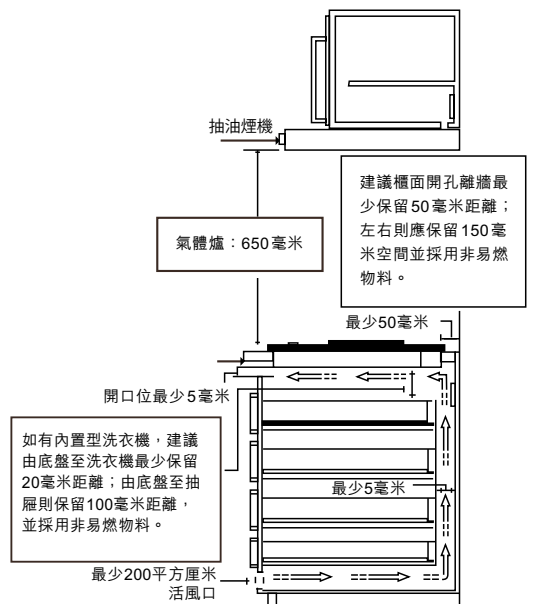 抽油煙機
建議櫃面開孔離牆最
少保留50毫米距離；
左右則應保留150毫
米空間並採用非易燃
物料。
氣體爐：650毫米
最少50毫米
開口位最少5毫米
如有內置型洗衣機，建議
由底盤至洗衣機最少保留
20毫米距離；由底盤至抽
屜則保留100毫米距離，
並採用非易燃物料。
最少5毫米
最少200平方厘米
活風口